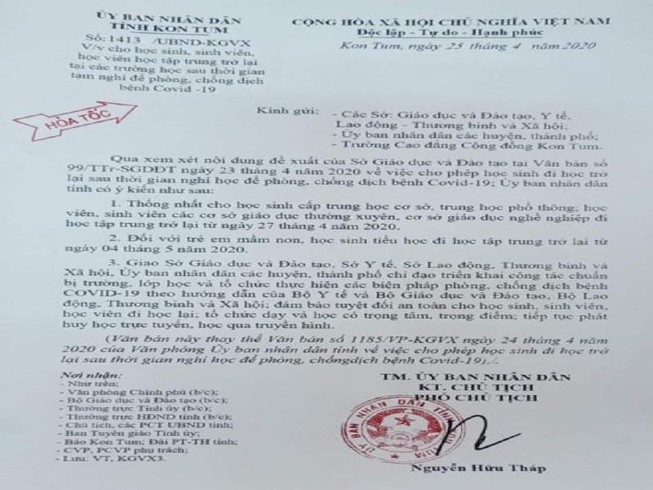 ỦY BAN NHÂN DÂN
TỈNH KON TUM
Số: 1413 /UBND-KGVX
V/v cho học sinh, sinh viên,
học viên học tập trung trở lại
tại các trường học sau thời gian
tạm nghỉ để phòng, chống dịch
bệnh Covid -19
CỘNG HÒA XÃ HỘI CHỦ NGHĨA VIỆT NAM
Độc lập - Tự do - Hạnh phúc
Kon Tum, ngày 25 tháng 4 năm 2020
HỎA TỐC
Kính gửi:
- Các Sở: Giáo dục và Đào tạo, Y tế,
Lao động - Thương binh và Xã hội;
- Ủy ban nhân dân các huyện, thành phố;
- Trường Cao đẳng Cộng đồng Kon Tum.
Qua xem xét nội dung đề xuất của Sở Giáo dục và Đào tạo tại Văn bản số
99/TTr-SGDĐT ngày 23 tháng 4 năm 2020 về việc cho phép học sinh đi học trở
lại sau thời gian nghỉ học để phòng, chống dịch bệnh Covid-19; Ủy ban nhân dân
tỉnh có ý kiến như sau:
1. Thống nhất cho học sinh cấp trung học cơ sở, trung học phổ thông; học
viên, sinh viên các cơ sở giáo dục thường xuyên, cơ sở giáo dục nghề nghiệp đi
học tập trung trở lại từ ngày 27 tháng 4 năm 2020.
2. Đối với trẻ em mầm non, học sinh tiểu học đi học tập trung trở lại từ
ngày 04 tháng 5 năm 2020.
3. Giao Sở Giáo dục và Đào tạo, Sở Y tế, Sở Lao động, Thương binh và
Xã hội, Ủy ban nhân dân các huyện, thành phố chỉ đạo triển khai công tác chuẩn
bị trường, lớp học và tổ chức thực hiện các biện pháp phòng, chống dịch bệnh
COVID-19 theo hướng dẫn của Bộ Y tế và Bộ Giáo dục và Đào tạo, Bộ Lao
động, Thương binh và Xã hội; đảm bảo tuyệt đối an toàn cho học sinh, sinh viên,
học viên đi học lại; tổ chức dạy và học có trọng tâm, trọng điểm; tiếp tục phát
huy học trực tuyến, học qua truyền hình.
(Văn bản này thay thế Văn bản số 1185/VP-KGVX ngày 24 tháng 4 năm
2020 của Văn phòng Ủy ban nhân dân tỉnh về việc cho phép học sinh đi học trở
lại sau thời gian nghỉ học để phòng, chốngdịch bệnh Covid-19)./.
Nơi nhận:
- Như trên;
- Văn phòng Chính phủ (b/c);
- Bộ Giáo dục và Đào tạo (b/c);
- Thường trực Tỉnh ủy (b/c);
- Thường trực HĐND tỉnh (b/c);
- Chủ tịch, các PCT UBND tỉnh;
- Ban Tuyên giáo Tỉnh ủy;
- Báo Kon Tum; Đài PT-TH tỉnh;
- CVP, PCVP phụ trách;
- Lưu: VT, KGVX3.
TM. ỦY BAN NHÂN DÂN
KT. CHỦ TỊCH
PHÓ CHỦ TỊCH
Nguyễn Hữu Tháp